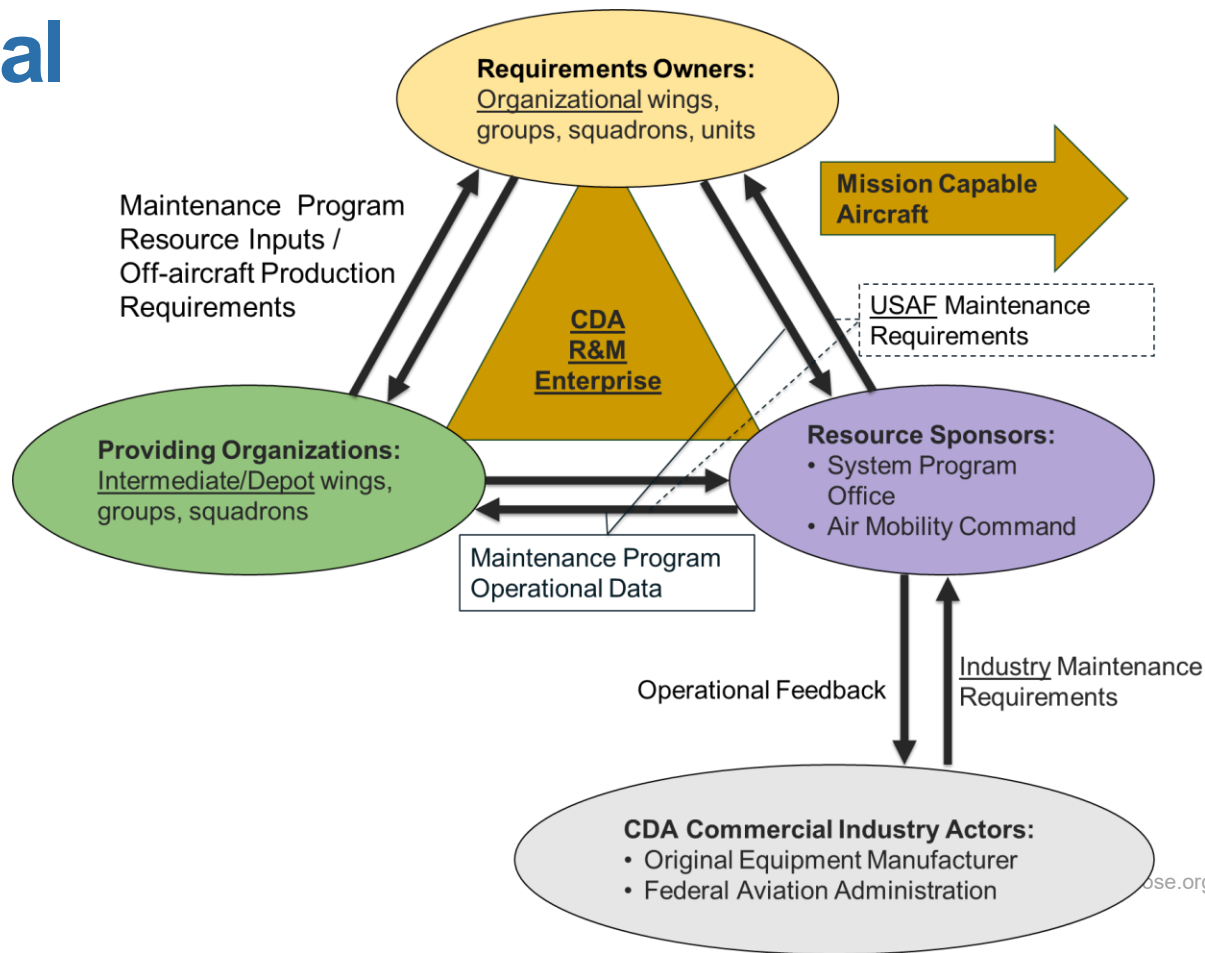 al
Requirements Owners:
Organizational wings,
groups, squadrons, units
Mission Capable
Aircraft
Maintenance Program
Resource Inputs /
Off-aircraft Production
Requirements
USAF Maintenance
Requirements
CDA
R&M
Enterprise
Providing Organizations:
Intermediate/Depot wings,
groups, squadrons
Resource Sponsors:
• System Program
Office
• Air Mobility Command
Maintenance Program
Operational Data
Operational Feedback
Industry Maintenance
Requirements
CDA Commercial Industry Actors:
• Original Equipment Manufacturer
• Federal Aviation Administration
ose.org